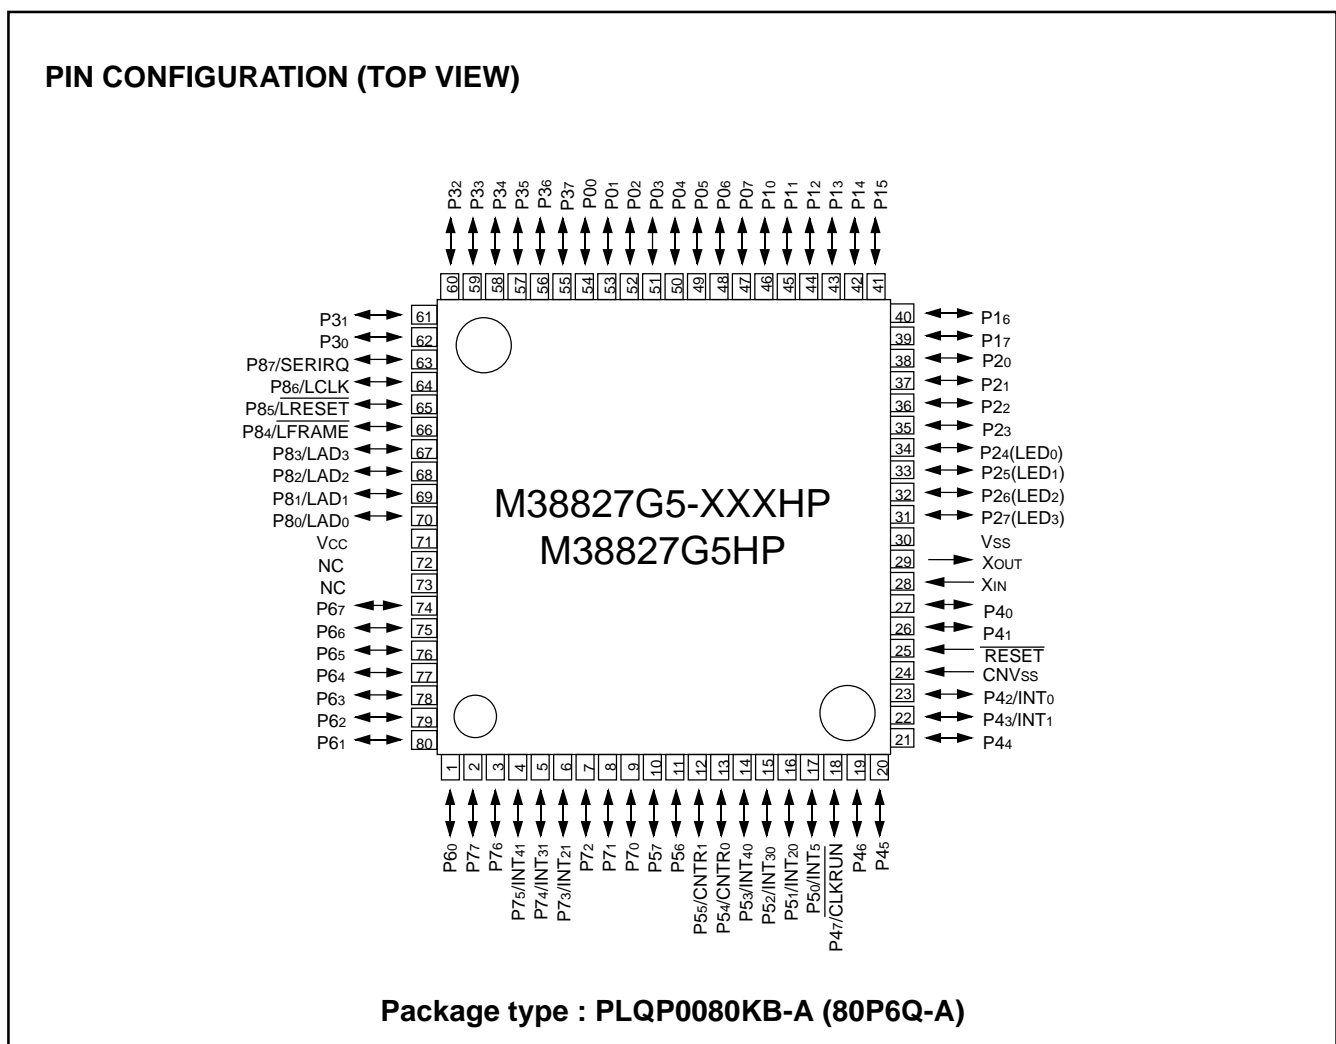 PIN CONFIGURATION (TOP VIEW)
P32
P33
P34
P35
P36
P37
P00
P01
P02
P03
P04
P05
P06
P07
P10
P11
P12
P13
P14
P15
60
59
58
57
56
55
54
53
52
51
50
49
48
47
46
45
44
43
42
41
P31 61
P30 62
P87/SERIRQ 63
P86/LCLK 64
P85/LRESET 65
P84/LFRAME 66
P83/LAD3 67
P82/LAD2 68
P81/LAD1 69
P80/LAD0 70
VCC 71
NC 72
NC 73
P67 74
P66 75
P65 76
P64 77
P63 78
P62 79
P61 80
M38827G5-XXXHP
M38827G5HP
40 P16
39 P17
38 P20
37 P21
36 P22
35 P23
34 P24(LED0)
33 P25(LED1)
32 P26(LED2)
31 P27(LED3)
30 VSS
29 XOUT
28 XIN
27 P40
26 P41
25 RESET
24 CNVSS
23 P42/INT0
22 P43/INT1
21 P44
1
2
3
4
5
6
7
8
9
10
11
12
13
14
15
16
17
18
19
20
P60
P77
P76
P75/INT41
P74/INT31
P73/INT21
P72
P71
P70
P57
P56
P55/CNTR1
P54/CNTR0
P53/INT40
P52/INT30
P51/INT20
P50/INT5
P47/CLKRUN
P46
P45
Package type : PLQP0080KB-A (80P6Q-A)